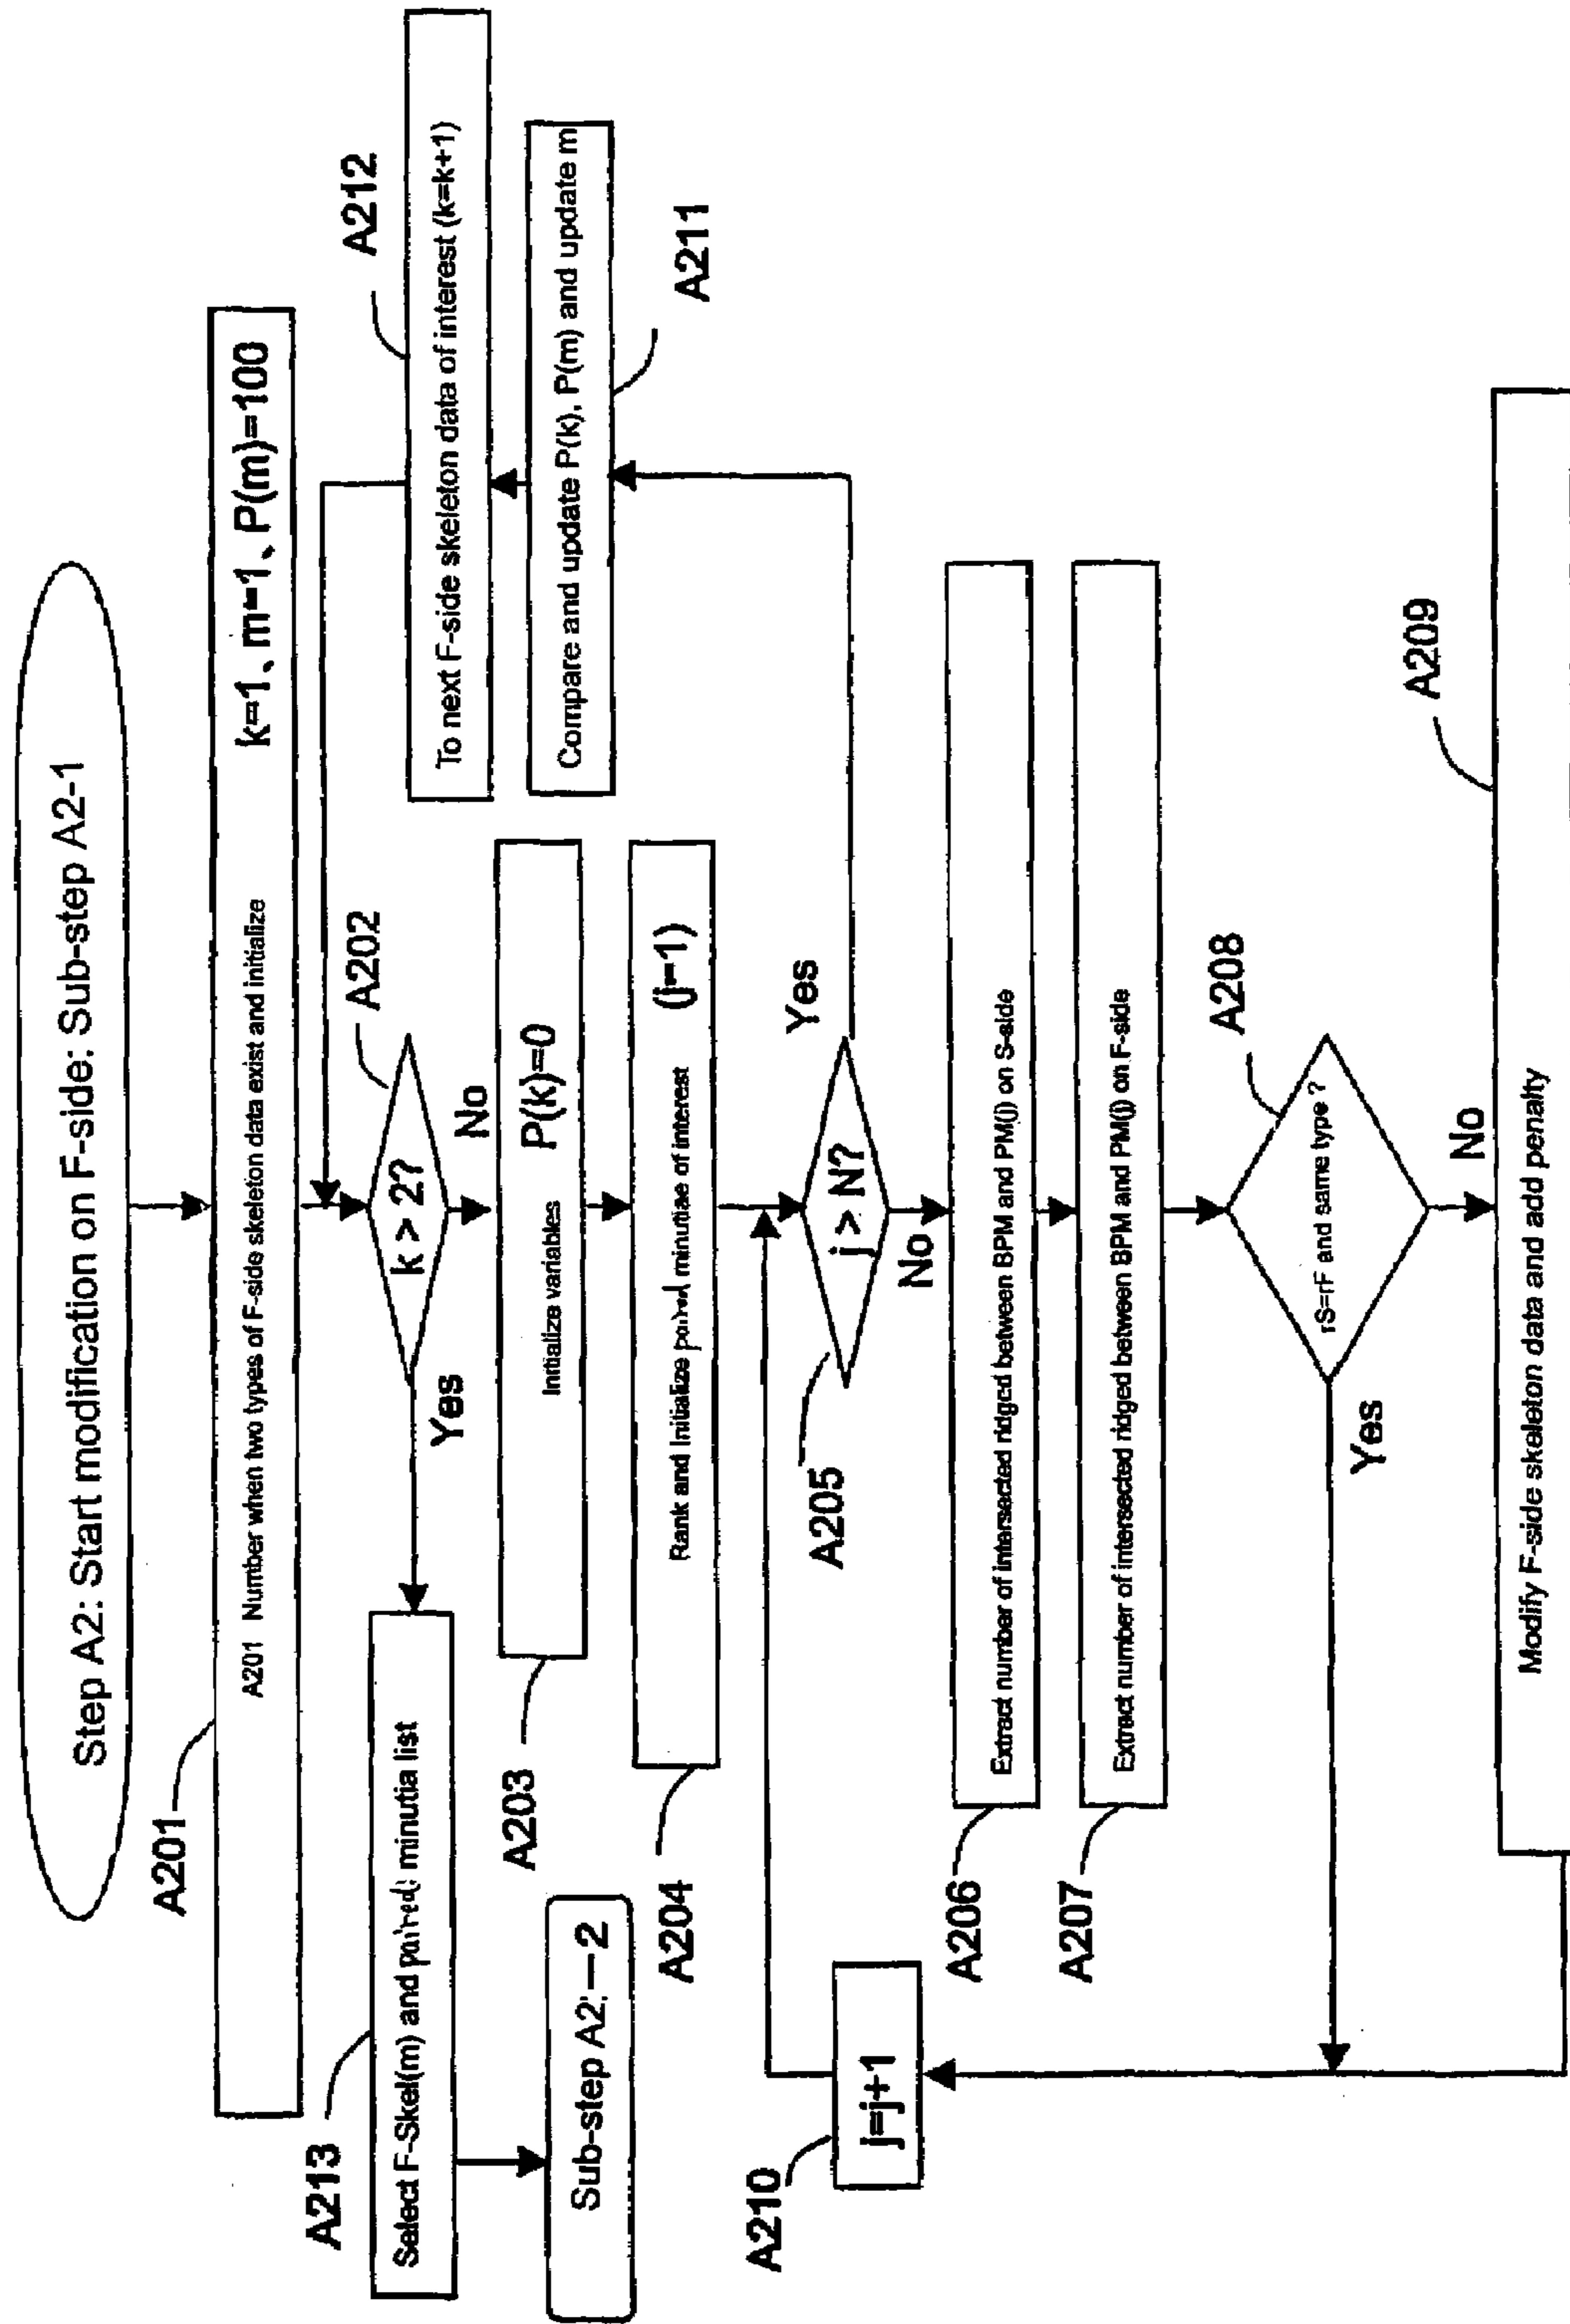 Step A2: Start modification on F-side: Sub-step A2-1
A201
A201 Number when two types of F-side skeleton data exist and initialize k=1、m=1、P(m)=100
A202
k > 2?
Yes
No
A213
Select F-Skel(m) and paired minutia list
Sub-step A2:—2
A203
P(k)=0
Initialize variables
A204
Rank and Initialize paired minutiae of interest (j=1)
A205
j > N?
Yes
No
A212
To next F-side skeleton data of interest (k=k+1)
A211
Compare and update P(k), P(m) and update m
A206
Extract number of intersected ridged between BPM and PM(j) on S-side
A207
Extract number of intersected ridged between BPM and PM(j) on F-side
A208
rS=rF and same type ?
Yes
No
A210
j=j+1
A209
Modify F-side skeleton data and add penalty